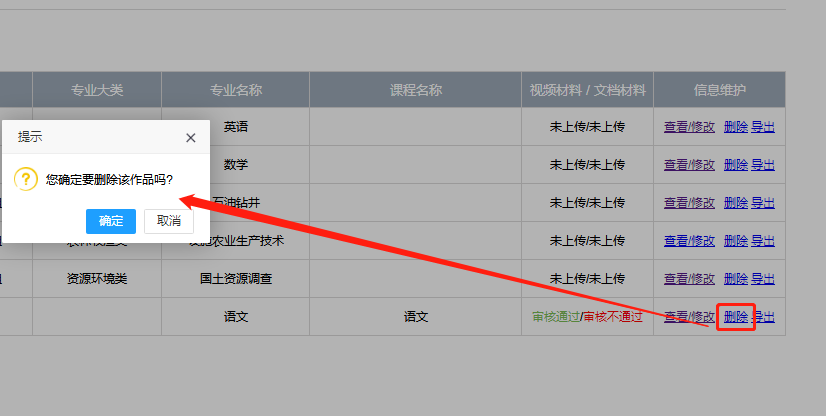 专业大类 专业名称 课程名称 视频材料 / 文档材料 信息维护
提示
英语 未上传/未上传 查看/修改 删除 导出
数学 未上传/未上传 查看/修改 删除 导出
您确定要删除该作品吗?
石油钻井 未上传/未上传 查看/修改 删除 导出
确定 取消
农业生产技术 未上传/未上传 查看/修改 删除 导出
资源环境类 国土资源调查 未上传/未上传 查看/修改 删除 导出
语文 语文 审核通过/审核不通过 查看/修改 删除 导出